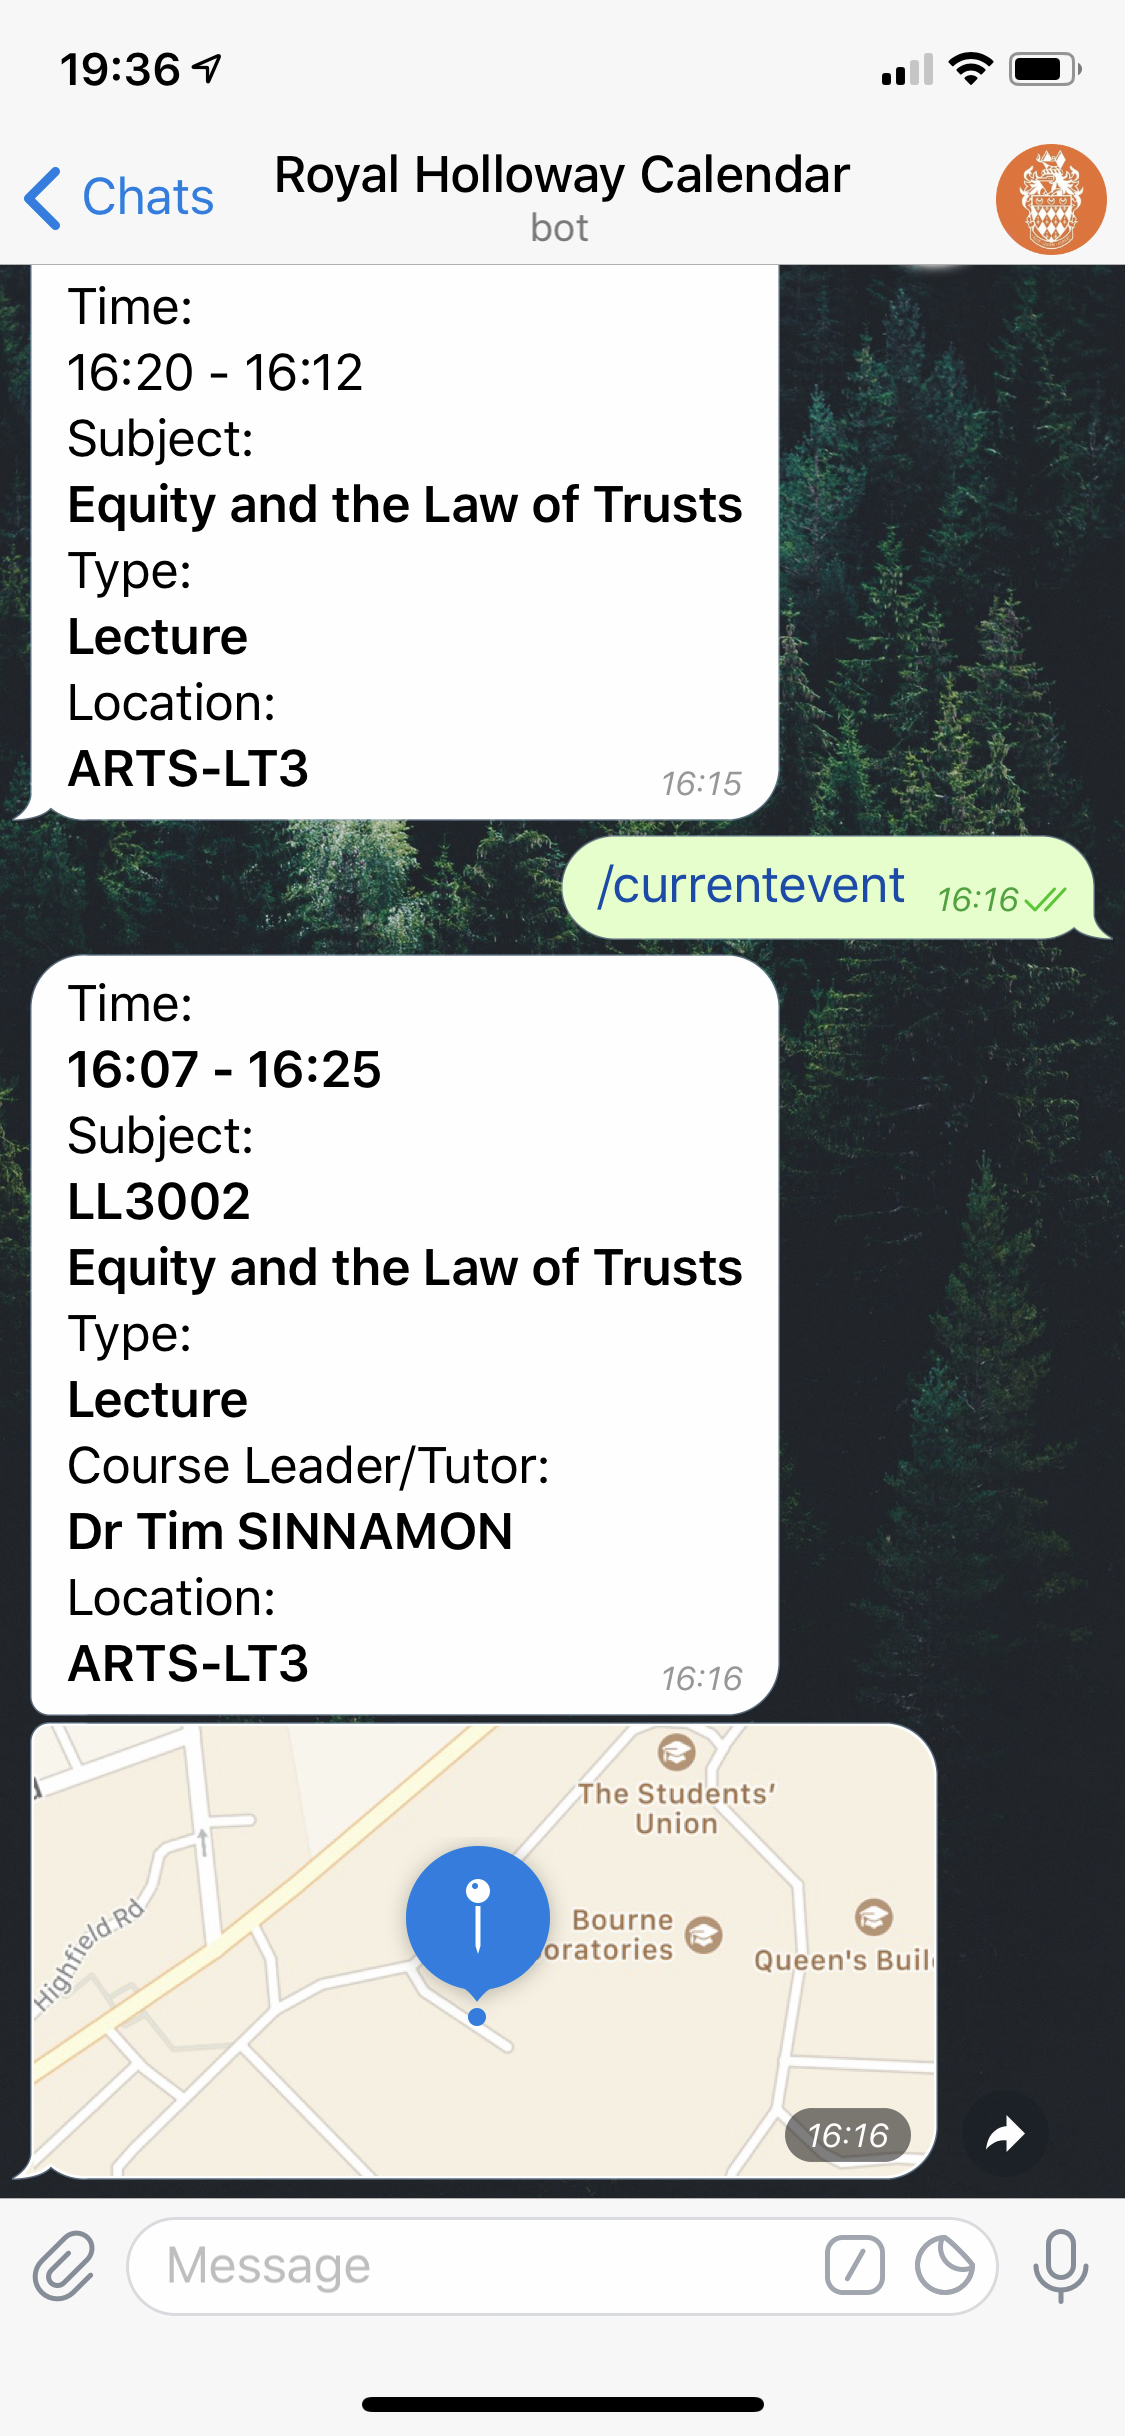 19:36
Chats
Royal Holloway Calendar
bot
Time:
16:20 - 16:12
Subject:
Equity and the Law of Trusts
Type:
Lecture
Location:
ARTS-LT3
16:15
/currentevent
16:16
Time:
16:07 - 16:25
Subject:
LL3002
Equity and the Law of Trusts
Type:
Lecture
Course Leader/Tutor:
Dr Tim SINNAMON
Location:
ARTS-LT3
16:16
The Students'
Union
Bourne
oratories
Queen's Buil
Highfield Rd
16:16
Message